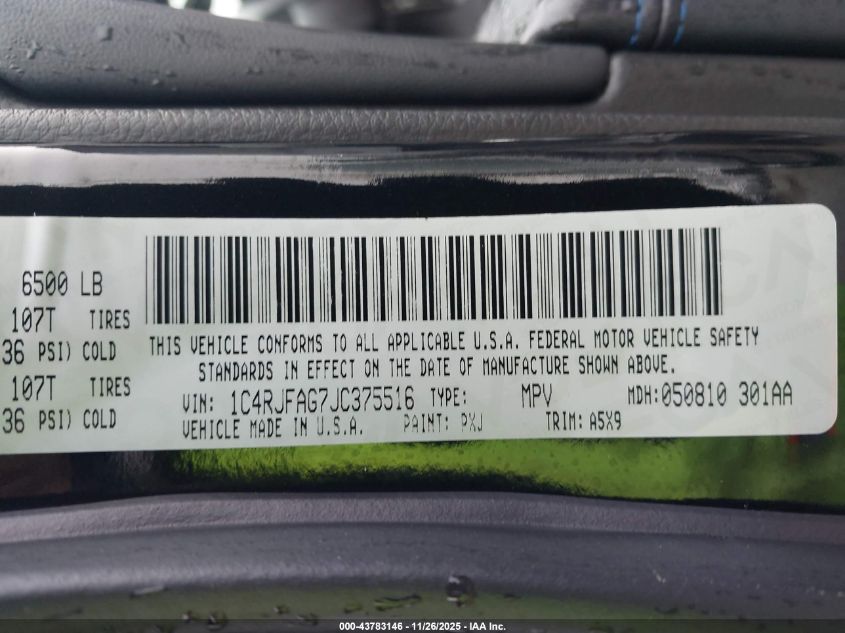 6500 LB
107T TIRES
36 PSI) COLD
107T TIRES
36 PSI) COLD
THIS VEHICLE CONFORMS TO ALL APPLICABLE U.S.A. FEDERAL MOTOR VEHICLE SAFETY
STANDARDS IN EFFECT ON THE DATE OF MANUFACTURE SHOWN ABOVE.
VIN: 1C4RJFAG7JC375516 TYPE: MPV MDH: 050810 301AA
VEHICLE MADE IN U.S.A. PAINT: PXJ TRIM: A5X9
000-43783146 - 11/26/2025 - IAA Inc.